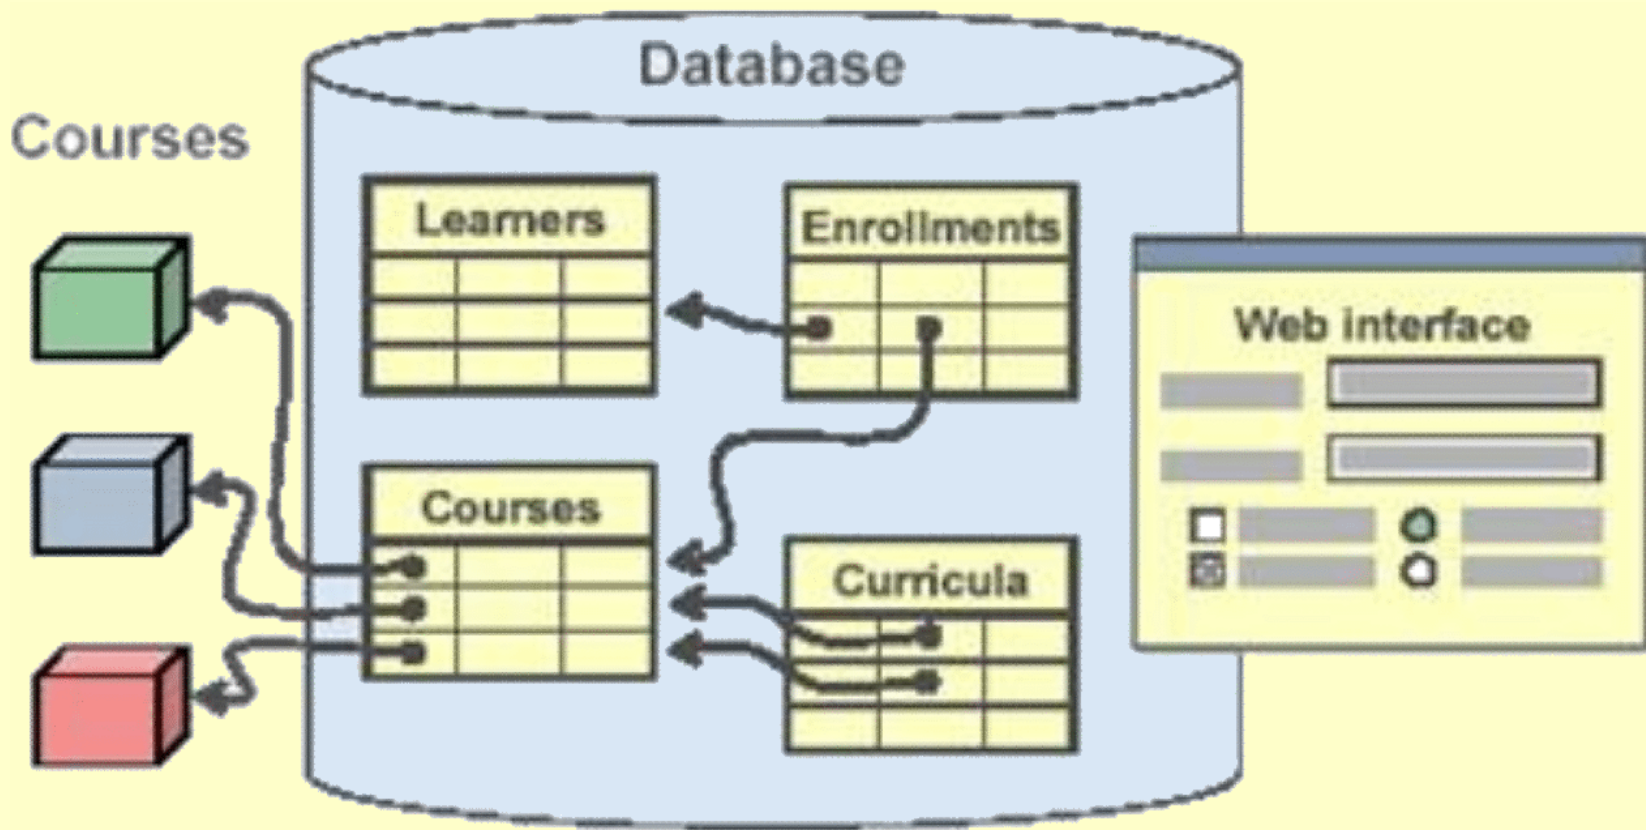 Database
Courses
Learners
Enrollments
Web interface
Courses
Curricula